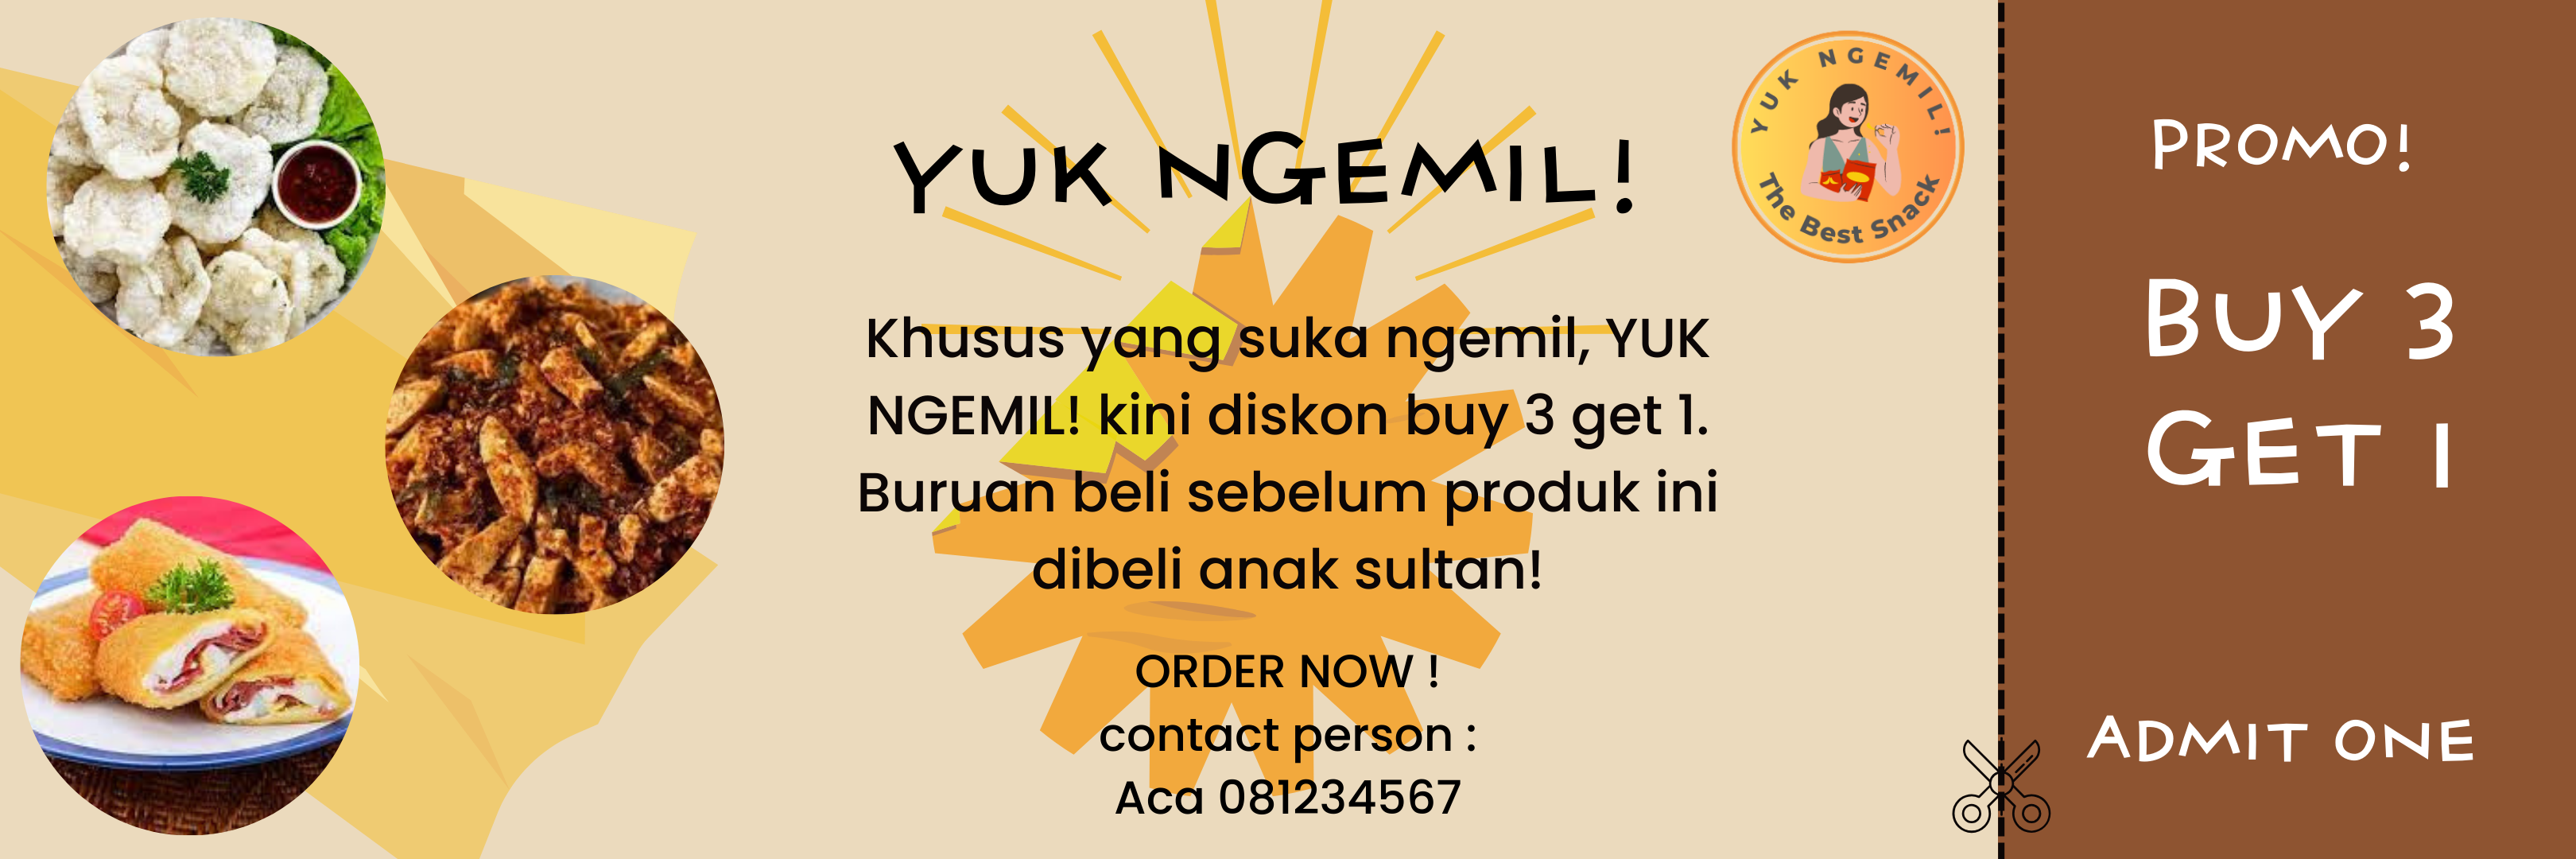 YUK NGEMIL!
Khusus yang suka ngemil, YUK
NGEMIL! kini diskon buy 3 get 1.
Buruan beli sebelum produk ini
dibeli anak sultan!
ORDER NOW !
contact person :
Aca 081234567
YUK NGEMIL!
The Best Snack
PROMO!
BUY 3
GET 1
ADMIT ONE